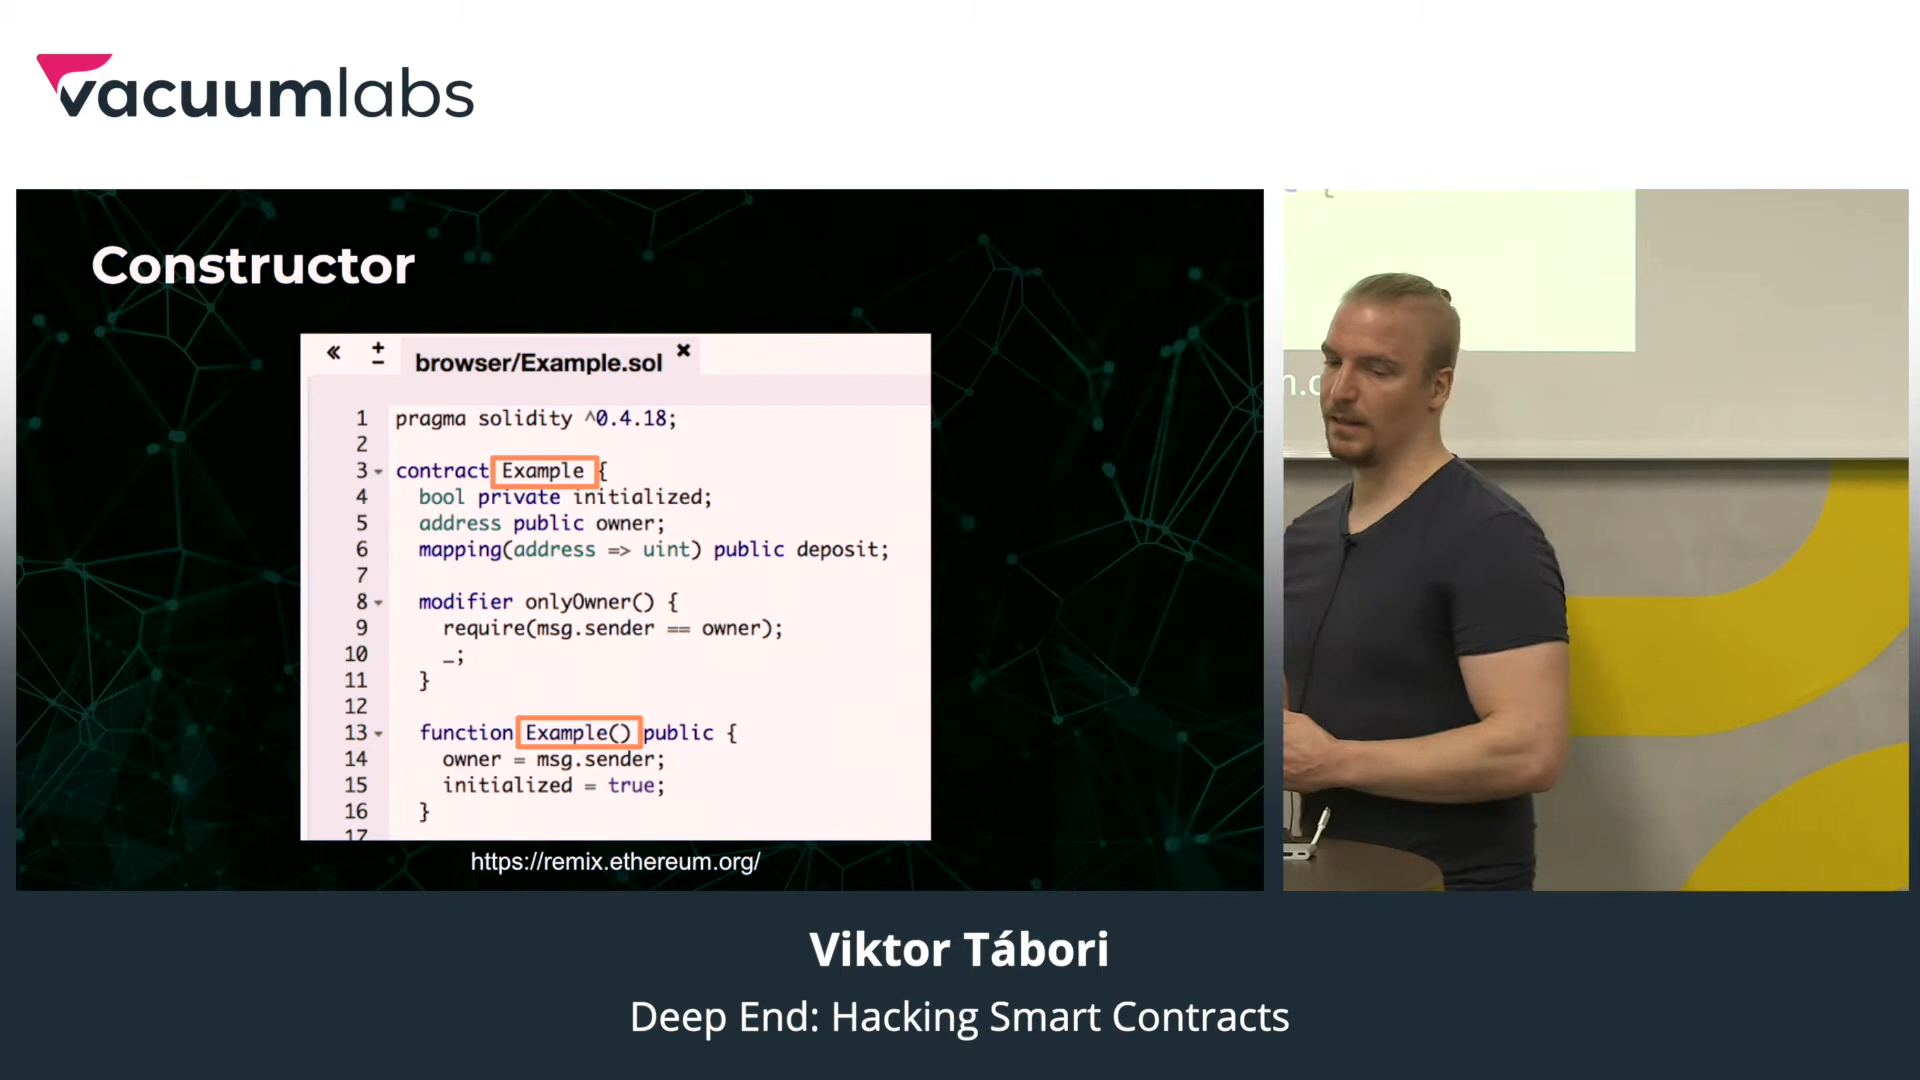 vacuumlabs
Constructor
« + - browser/Example.sol ✖
1 pragma solidity ^0.4.18;
2
3 contract Example {
4 bool private initialized;
5 address public owner;
6 mapping(address => uint) public deposit;
7
8 modifier onlyOwner() {
9 require(msg.sender == owner);
10 _;
11 }
12
13 function Example() public {
14 owner = msg.sender;
15 initialized = true;
16 }
17
https://remix.ethereum.org/
Viktor Tábori
Deep End: Hacking Smart Contracts